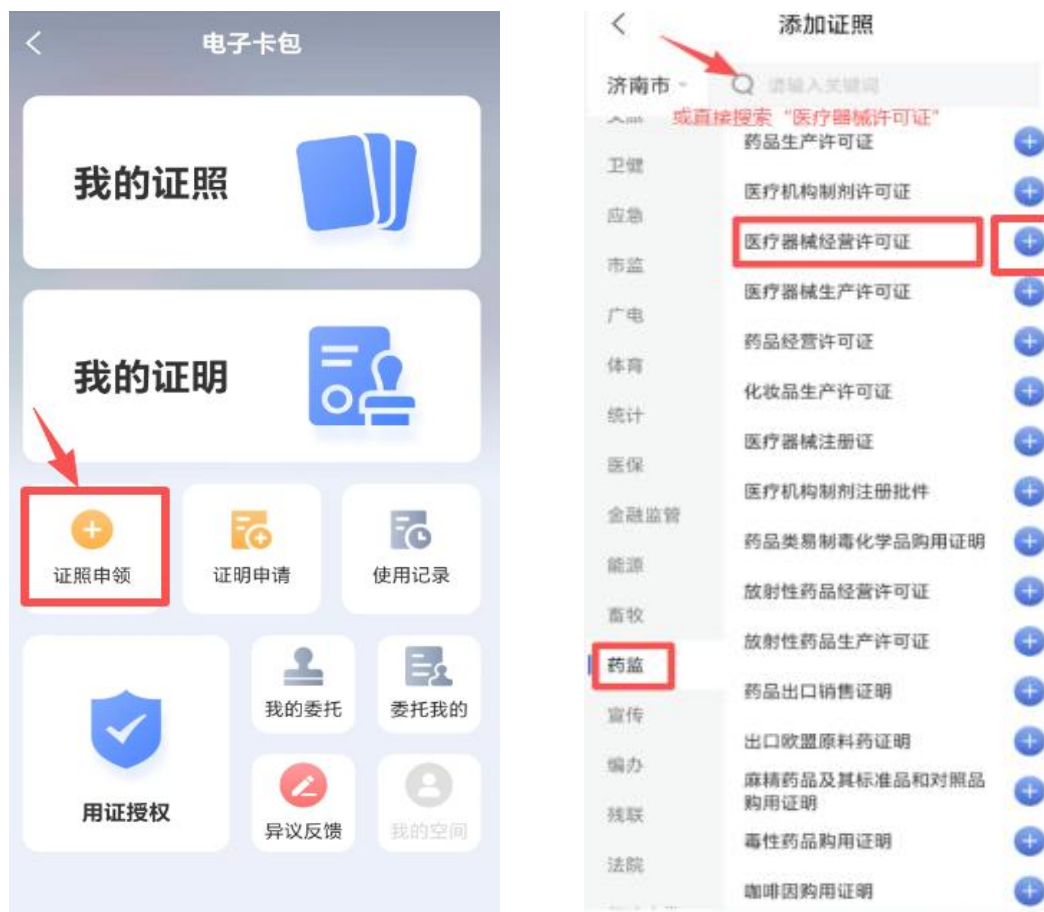 电子卡包
我的证照
我的证明
证照申领
证明申请
使用记录
用证授权
我的委托
委托我的
异议反馈
我的空间
添加证照
济南市
请输入关键词
或直接搜索“医疗器械许可证”
卫健
应急
市监
广电
体育
统计
医保
金融监管
能源
畜牧
药监
宣传
编办
残联
法院
药品生产许可证
医疗机构制剂许可证
医疗器械经营许可证
医疗器械生产许可证
药品经营许可证
化妆品生产许可证
医疗器械注册证
医疗机构制剂注册批件
药品类易制毒化学品购用证明
放射性药品经营许可证
放射性药品生产许可证
药品出口销售证明
出口欧盟原料药证明
麻精药品及其标准品和对照品
购用证明
毒性药品购用证明
咖啡因购用证明